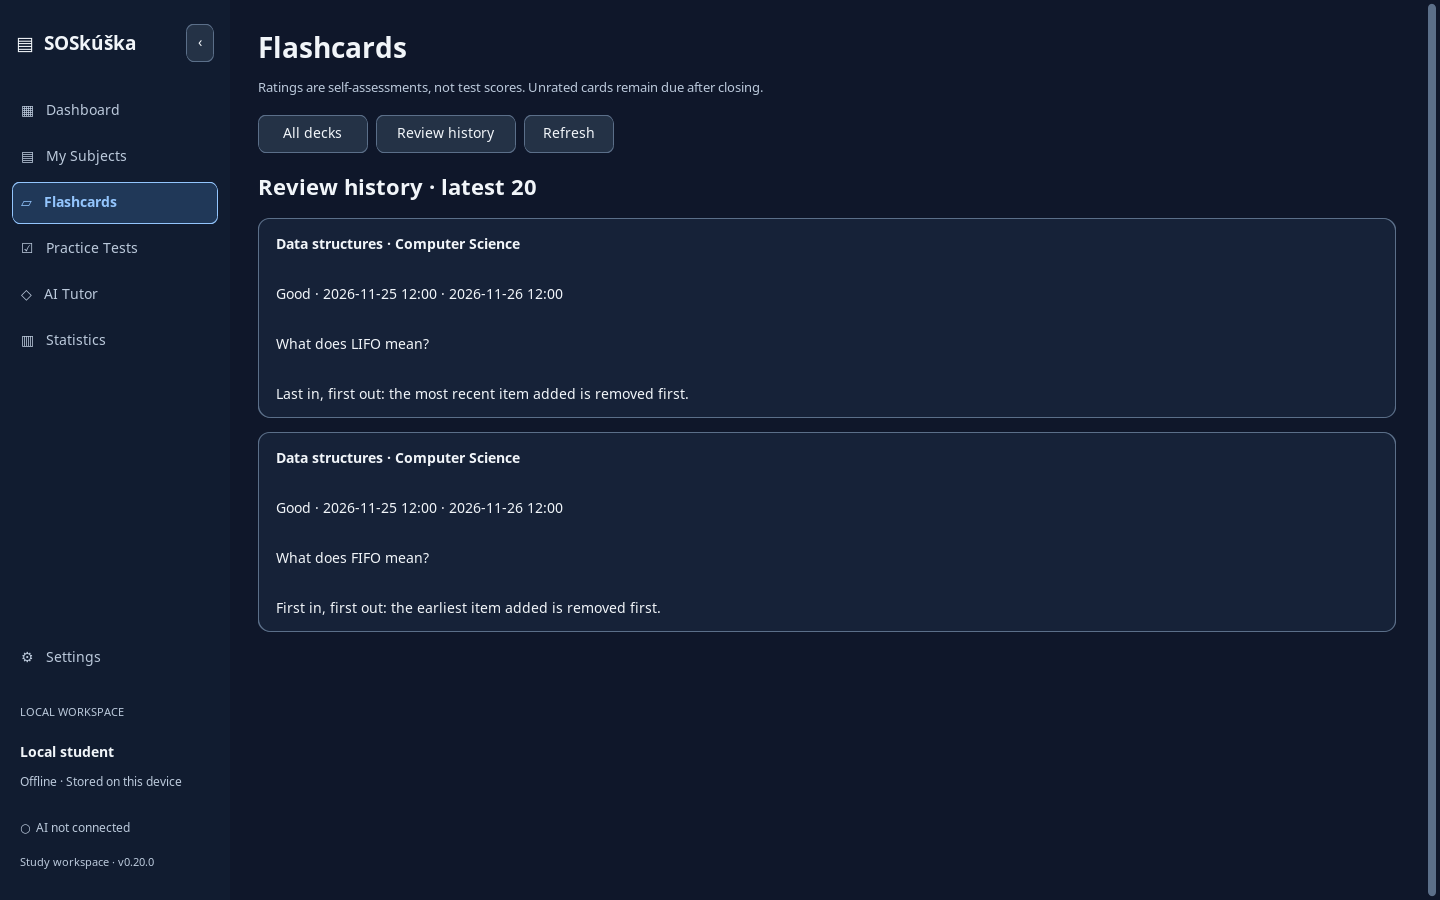 SOSkúška
‹
Dashboard
My Subjects
Flashcards
Practice Tests
AI Tutor
Statistics
Settings
LOCAL WORKSPACE
Local student
Offline · Stored on this device
AI not connected
Study workspace · v0.20.0
Flashcards
Ratings are self-assessments, not test scores. Unrated cards remain due after closing.
All decks
Review history
Refresh
Review history · latest 20
Data structures · Computer Science
Good · 2026-11-25 12:00 · 2026-11-26 12:00
What does LIFO mean?
Last in, first out: the most recent item added is removed first.
Data structures · Computer Science
Good · 2026-11-25 12:00 · 2026-11-26 12:00
What does FIFO mean?
First in, first out: the earliest item added is removed first.